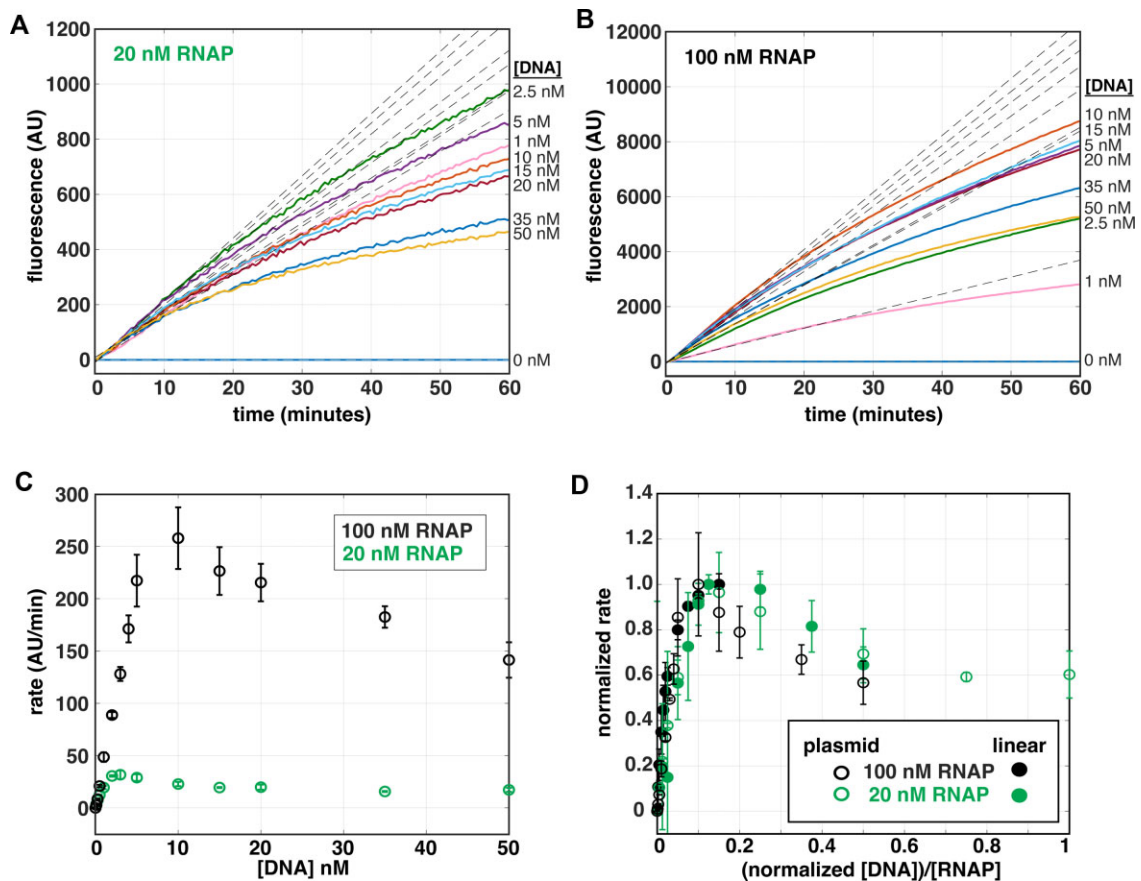 A
20 nM RNAP
fluorescence (AU)
1200
1000
800
600
400
200
0
0 10 20 30 40 50 60
time (minutes)
[DNA]
2.5 nM
5 nM
1 nM
10 nM
15 nM
20 nM
35 nM
50 nM
0 nM
B
100 nM RNAP
fluorescence (AU)
12000
10000
8000
6000
4000
2000
0
0 10 20 30 40 50 60
time (minutes)
[DNA]
10 nM
15 nM
5 nM
20 nM
35 nM
50 nM
2.5 nM
1 nM
0 nM
C
100 nM RNAP
20 nM RNAP
rate (AU/min)
300
250
200
150
100
50
0
0 10 20 30 40 50
[DNA] nM
D
normalized rate
1.4
1.2
1.0
0.8
0.6
0.4
0.2
0
plasmid linear
100 nM RNAP
20 nM RNAP
0 0.2 0.4 0.6 0.8 1
(normalized [DNA])/[RNAP]